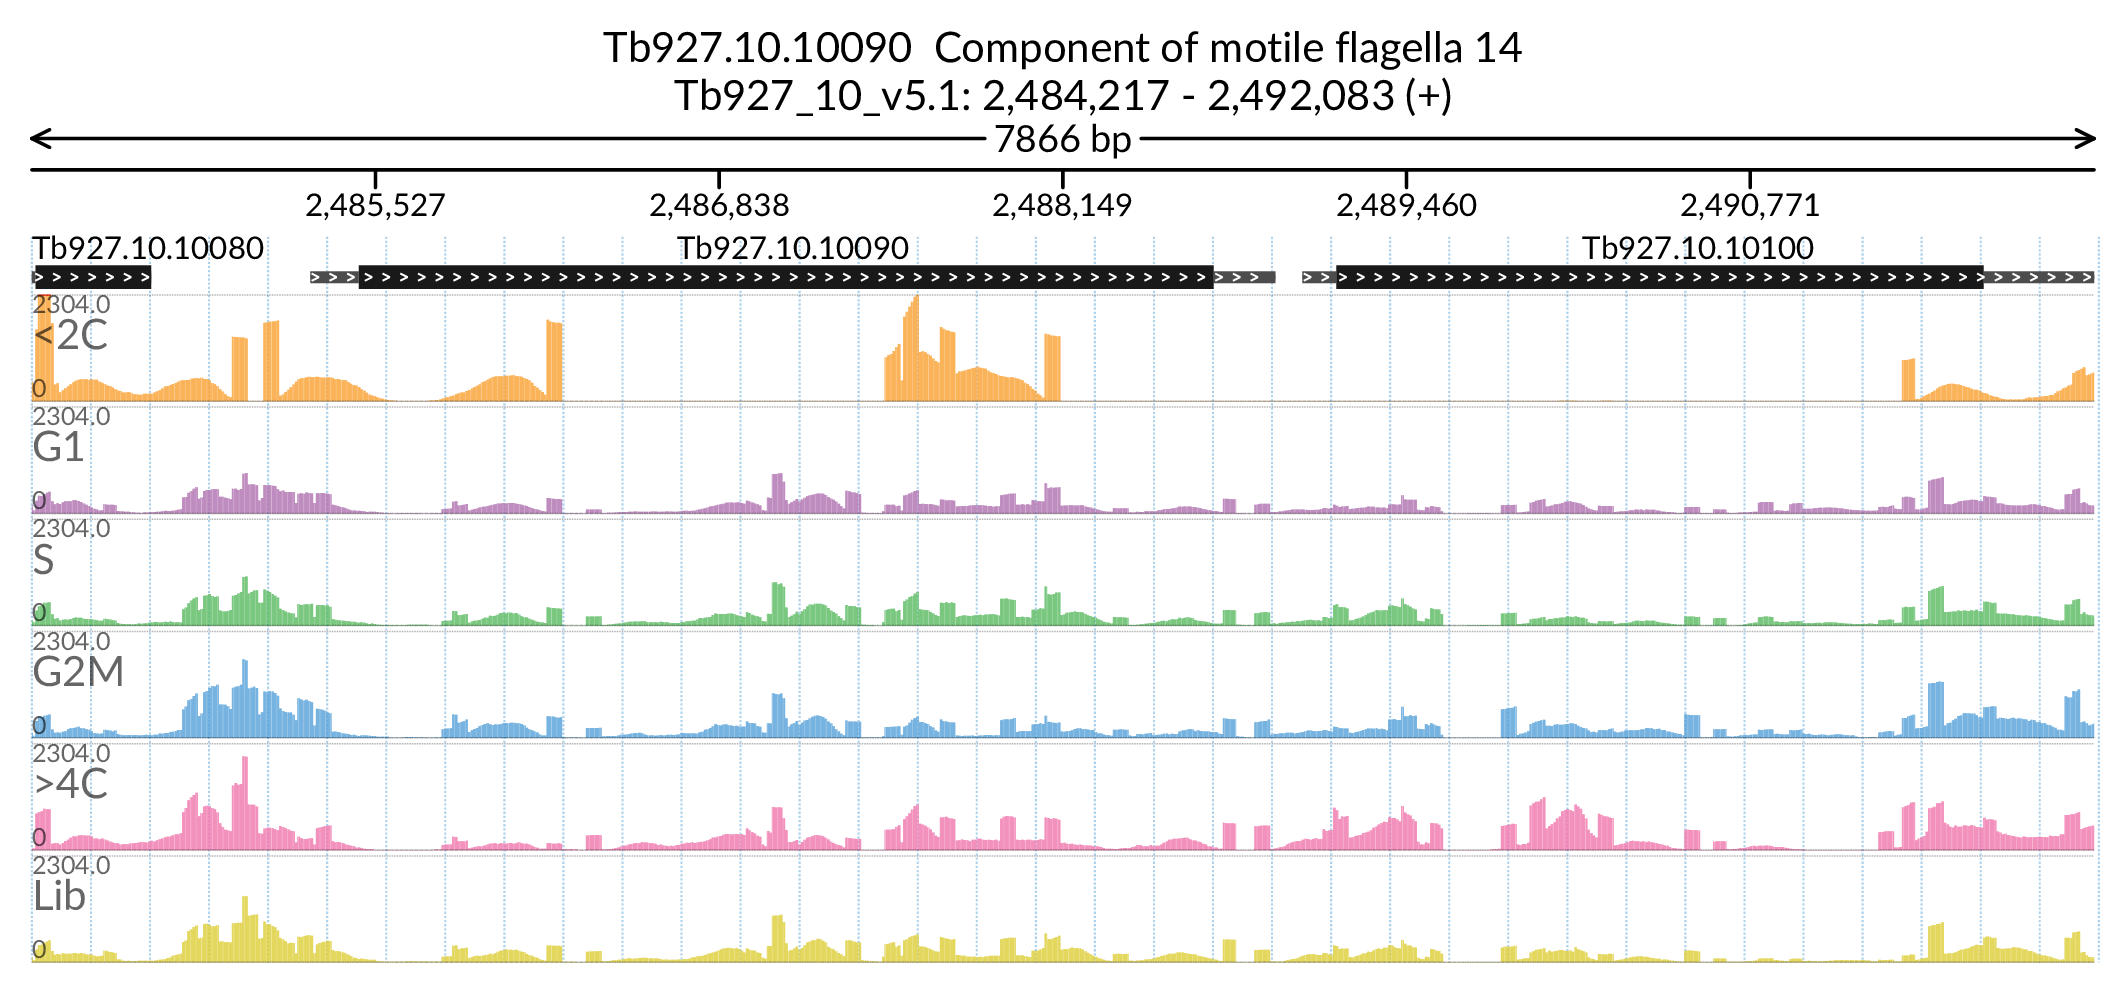 Tb927.10.10090  Component of motile flagella 14
Tb927_10_v5.1: 2,484,217 - 2,492,083 (+)
7866 bp
2,485,527 2,486,838 2,488,149 2,489,460 2,490,771
Tb927.10.10080 Tb927.10.10090 Tb927.10.10100
2304.0
<2C
0
2304.0
G1
0
2304.0
S
0
2304.0
G2M
0
2304.0
>4C
0
2304.0
Lib
0